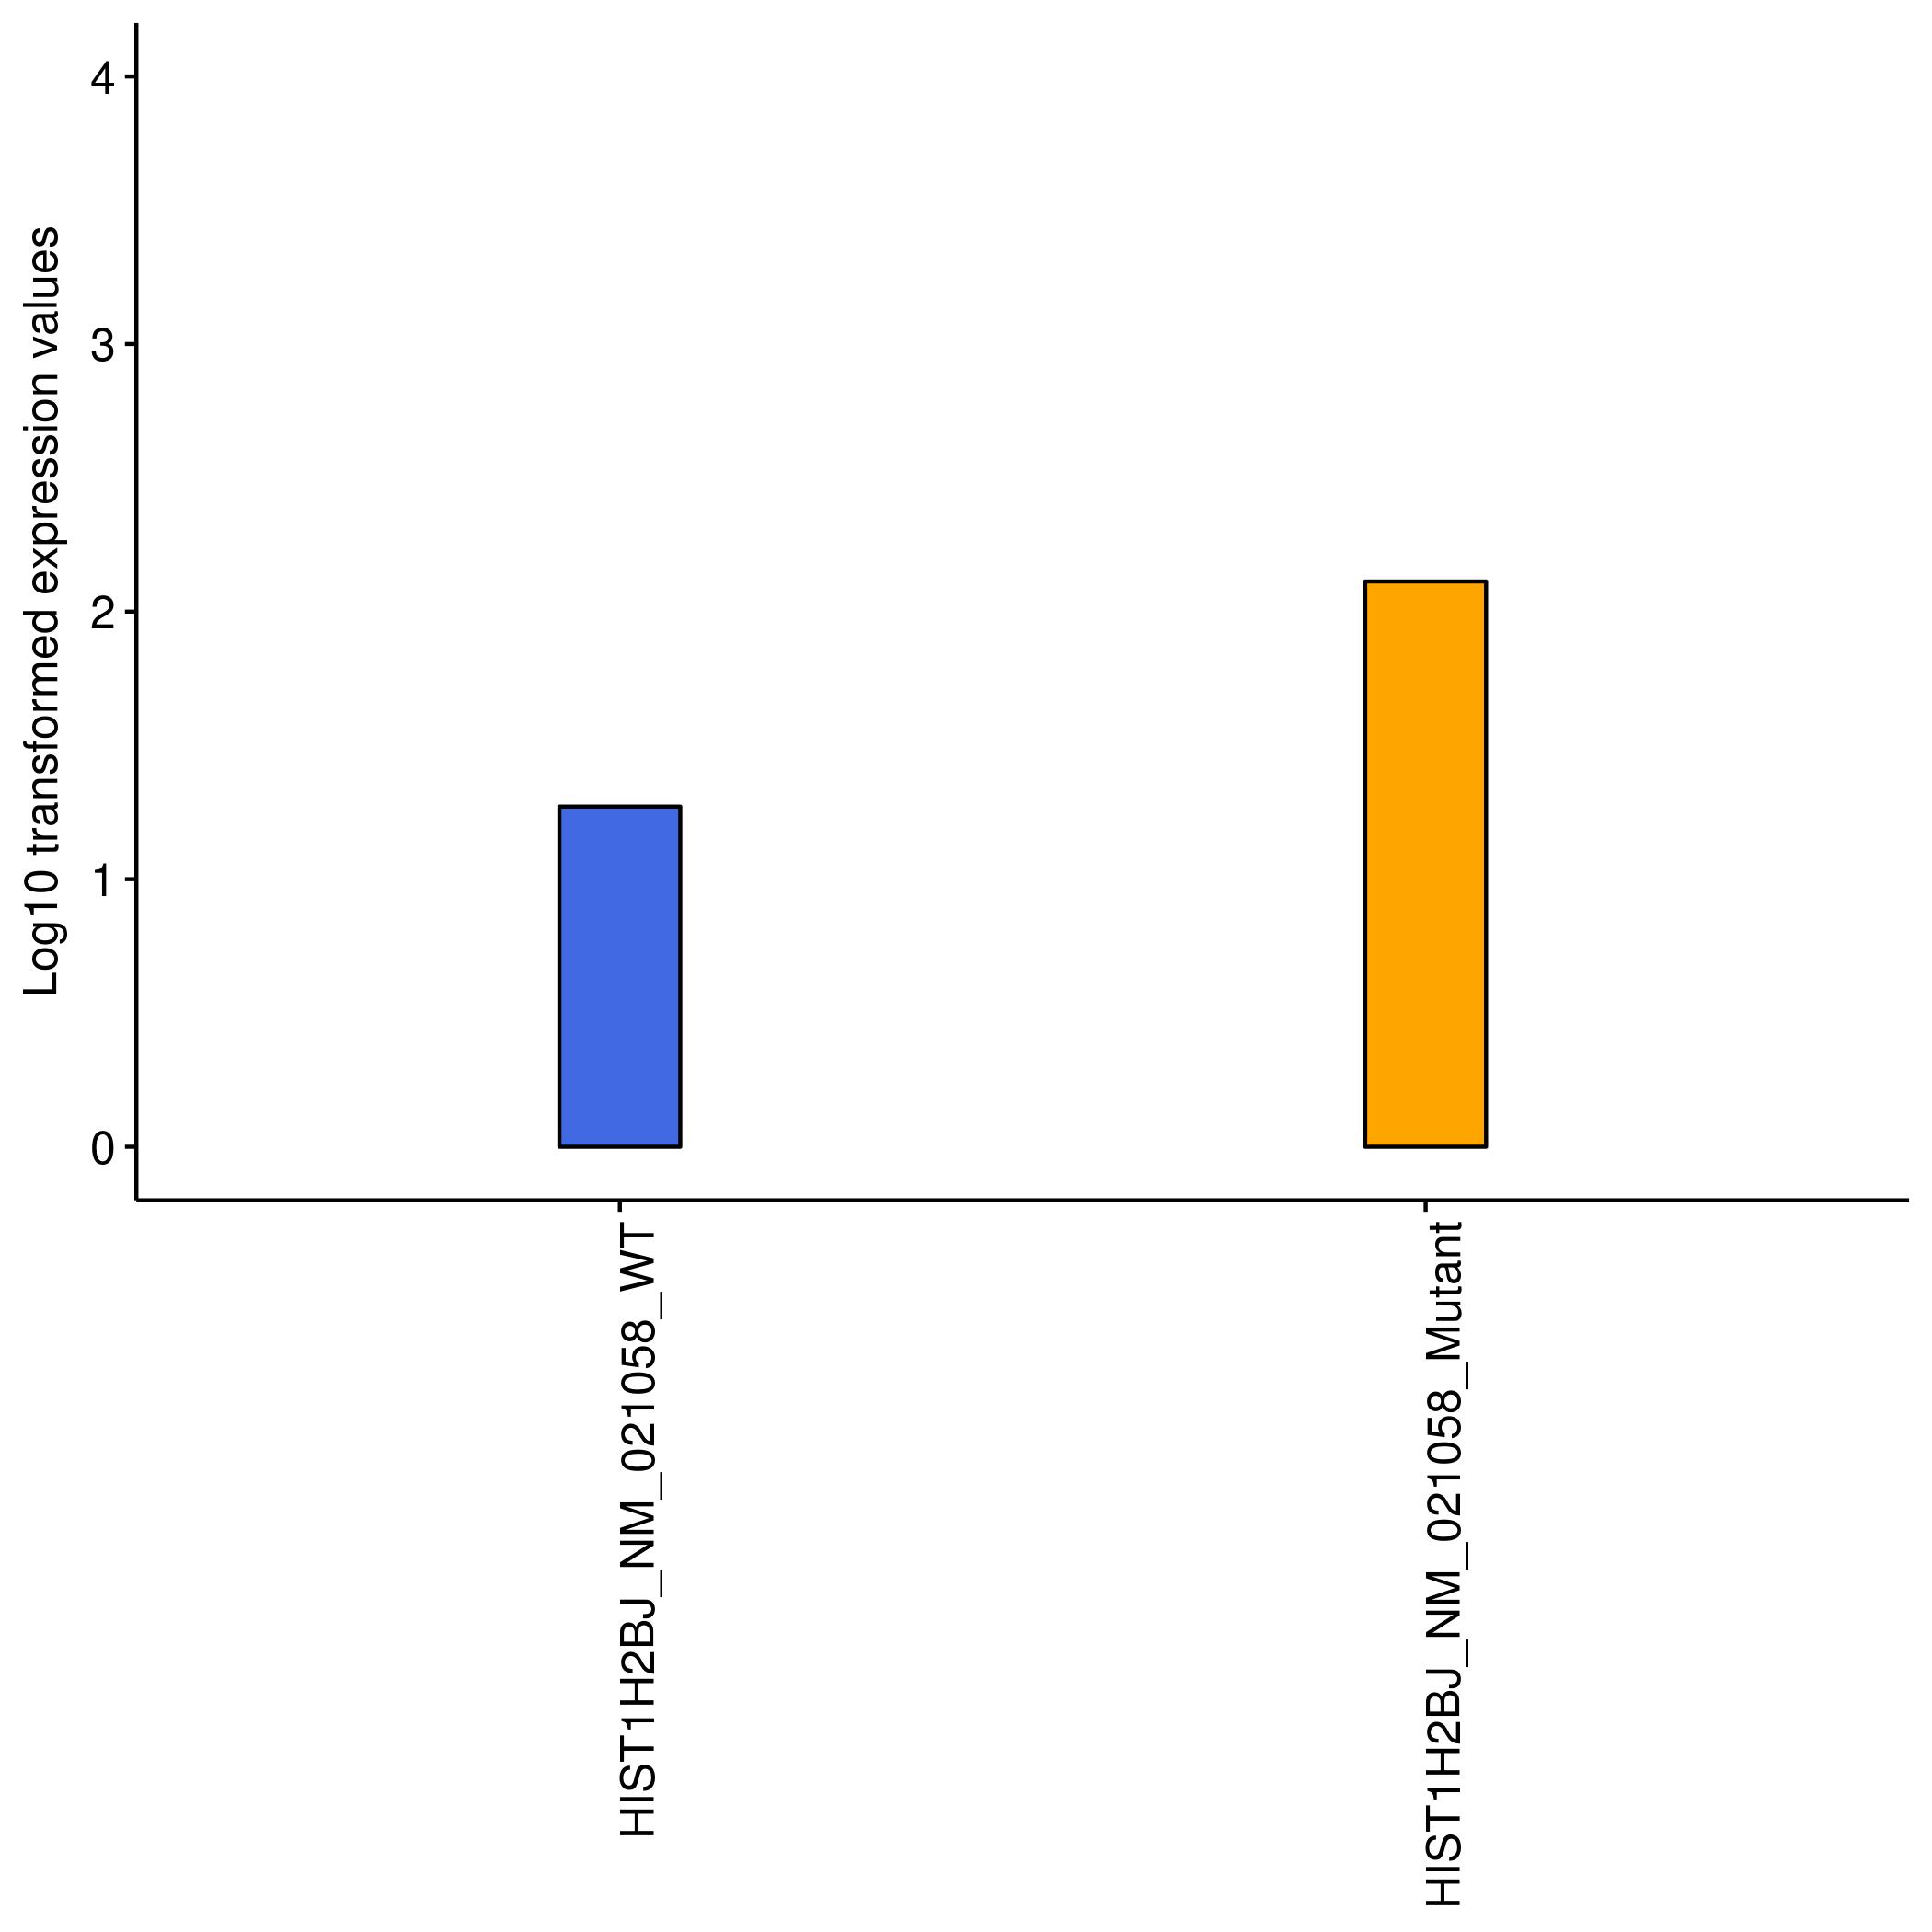 Log10 transformed expression values
4
3
2
1
0
HIST1H2BJ_NM_021058_WT
HIST1H2BJ_NM_021058_Mutant